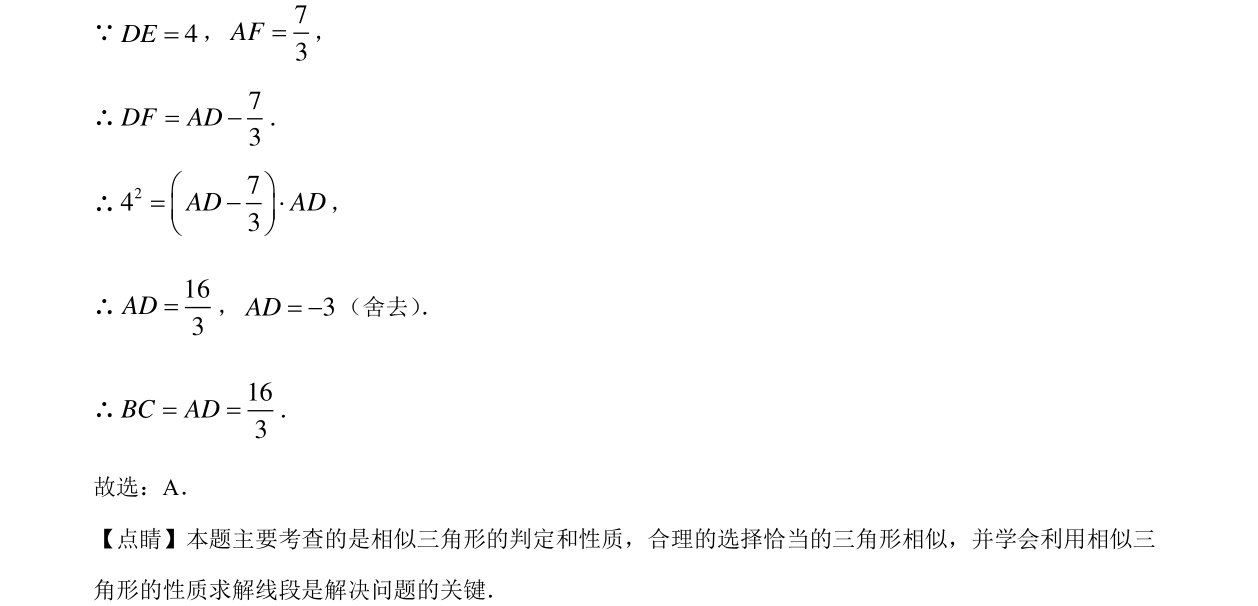 ∵ DE = 4，AF = 7/3，
∴ DF = AD − 7/3．
∴ 4² = (AD − 7/3)·AD，
∴ AD = 16/3，AD = −3（舍去）.
∴ BC = AD = 16/3．
故选：A．
【点睛】本题主要考查的是相似三角形的判定和性质，合理的选择恰当的三角形相似，并学会利用相似三
角形的性质求解线段是解决问题的关键．